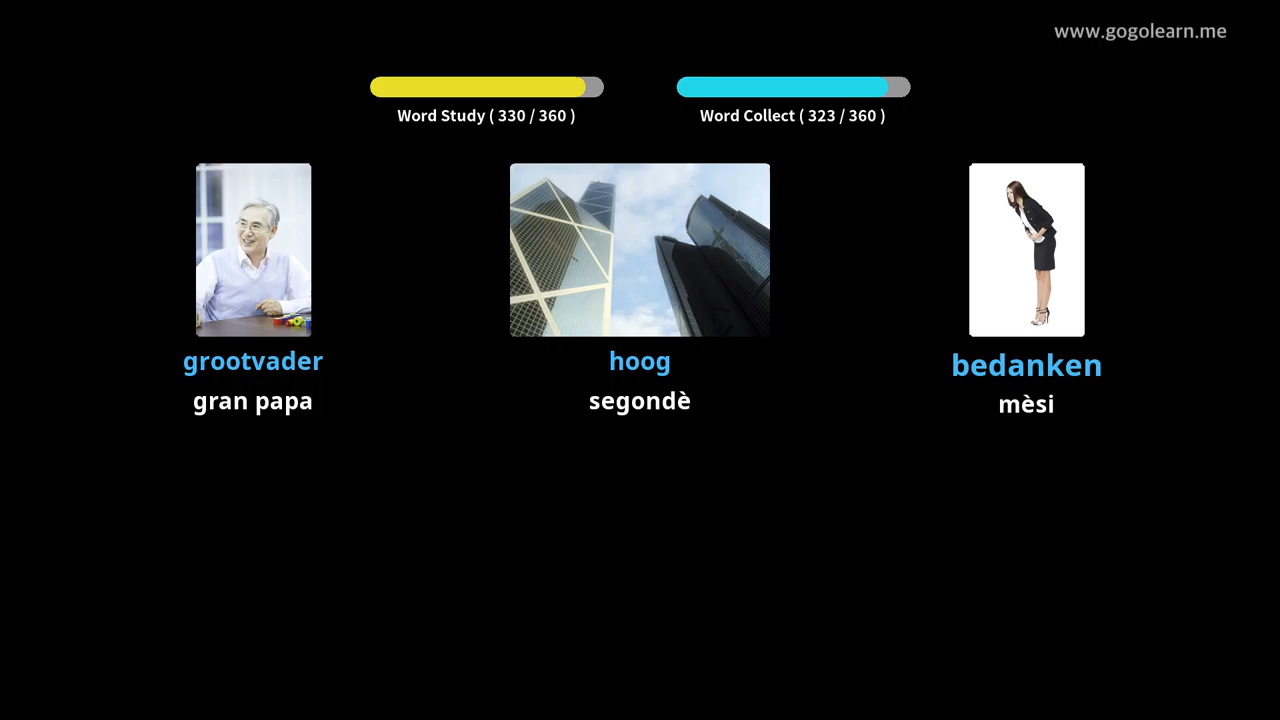 www.gogolearn.me
Word Study ( 330 / 360 )
Word Collect ( 323 / 360 )
grootvader
gran papa
hoog
segondè
bedanken
mèsi